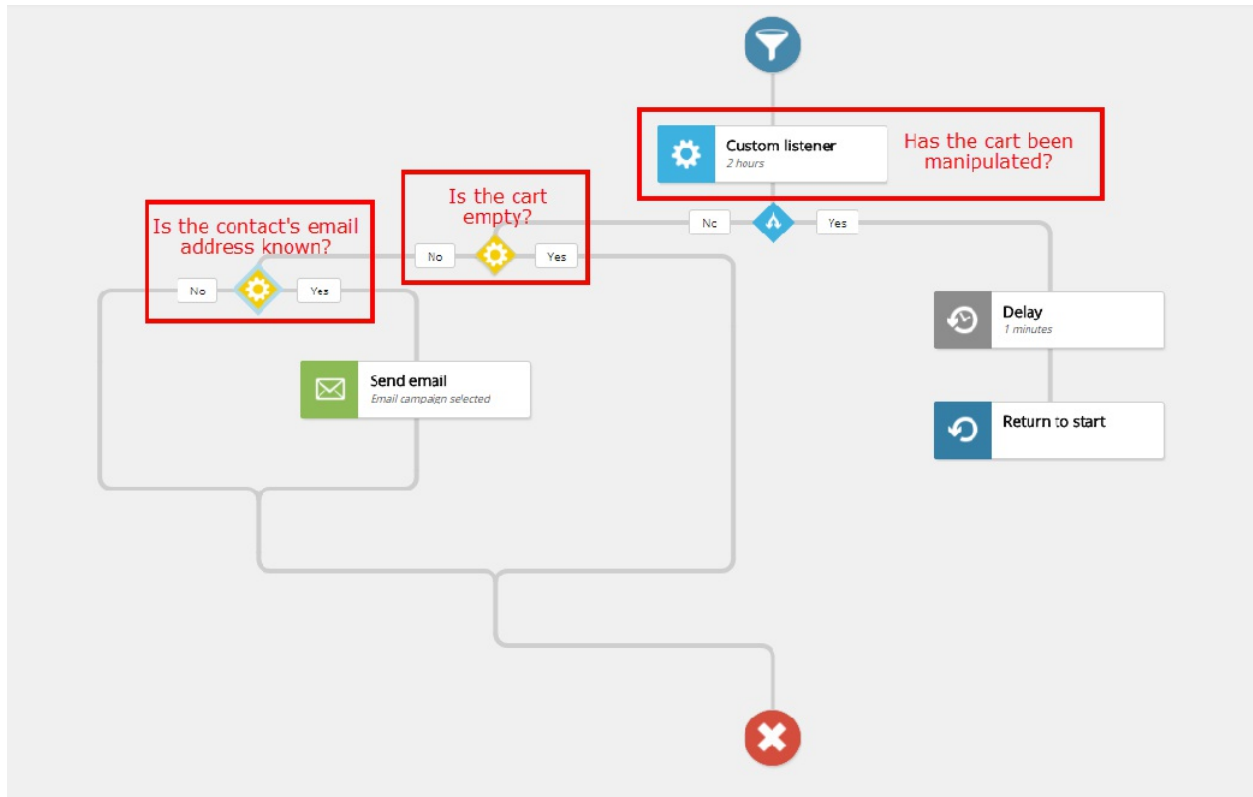 Custom listener
2 hours
Has the cart been
manipulated?
Is the cart
empty?
Is the contact's email
address known?
Nc
Yes
No
Yes
No
Yes
Delay
1 minutes
Send email
Email campaign selected
Return to start